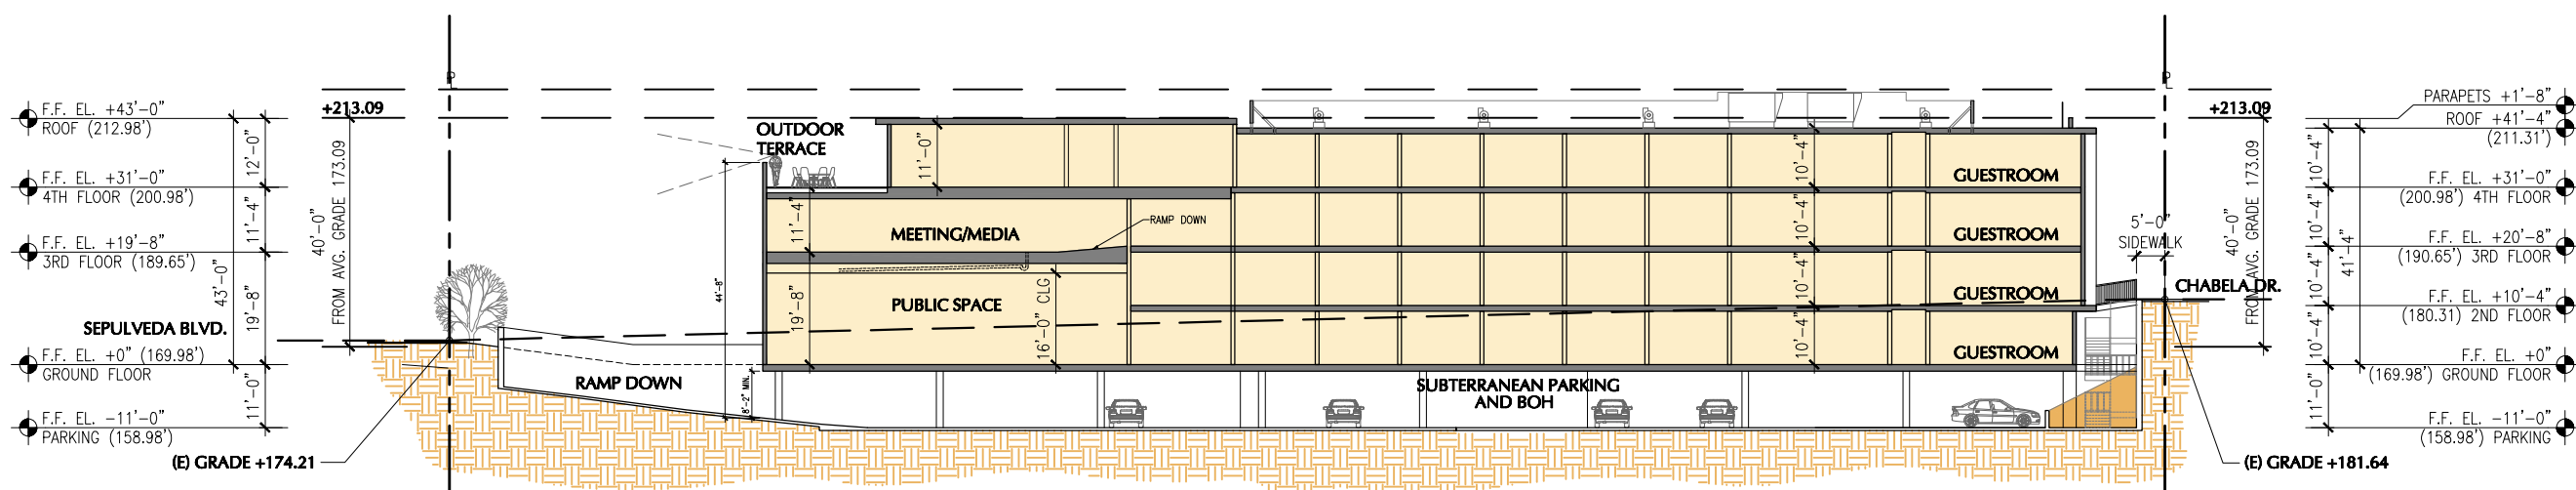 F.F. EL. +43'-0"
ROOF (212.98')
F.F. EL. +31'-0"
4TH FLOOR (200.98')
F.F. EL. +19'-8"
3RD FLOOR (189.65')
SEPULVEDA BLVD.
F.F. EL. +0" (169.98')
GROUND FLOOR
F.F. EL. -11'-0"
PARKING (158.98')
(E) GRADE +174.21
12'-0"
11'-4"
19'-8"
11'-0"
43'-0"
+213.09
40'-0"
FROM AVG. GRADE 173.09
PL
OUTDOOR
TERRACE
11'-0"
11'-4"
MEETING/MEDIA
RAMP DOWN
PUBLIC SPACE
19'-8"
16'-0" CLG
44'-8"
8'-2" MIN.
RAMP DOWN
10'-4"
10'-4"
10'-4"
10'-4"
GUESTROOM
GUESTROOM
GUESTROOM
GUESTROOM
SUBTERRANEAN PARKING
AND BOH
PL
5'-0"
SIDEWALK
+213.09
40'-0"
FROM AVG. GRADE 173.09
CHABELA DR.
10'-4"
10'-4"
10'-4"
10'-4"
11'-0"
41'-4"
PARAPETS +1'-8"
ROOF +41'-4"
(211.31')
F.F. EL. +31'-0"
(200.98') 4TH FLOOR
F.F. EL. +20'-8"
(190.65') 3RD FLOOR
F.F. EL. +10'-4"
(180.31) 2ND FLOOR
F.F. EL. +0"
(169.98') GROUND FLOOR
F.F. EL. -11'-0"
(158.98') PARKING
(E) GRADE +181.64